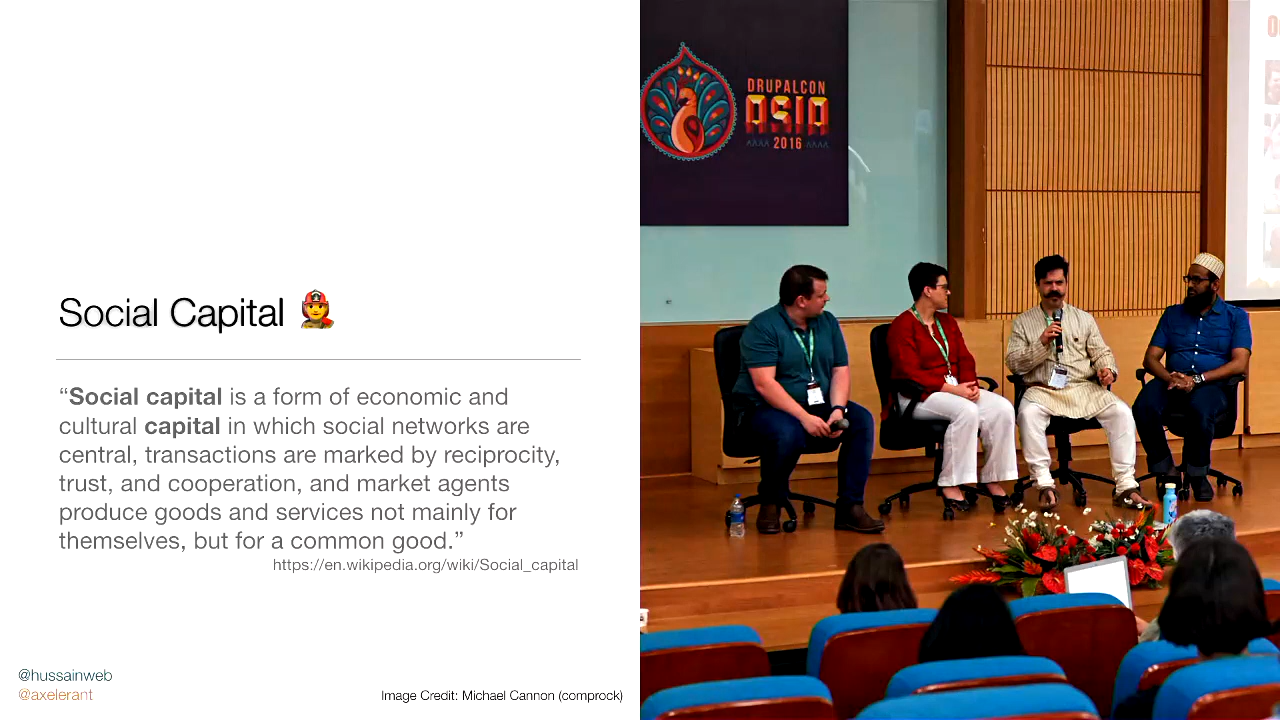 Social Capital 🧑‍🚒
“Social capital is a form of economic and
cultural capital in which social networks are
central, transactions are marked by reciprocity,
trust, and cooperation, and market agents
produce goods and services not mainly for
themselves, but for a common good.”
https://en.wikipedia.org/wiki/Social_capital
@hussainweb
@axelerant
Image Credit: Michael Cannon (comprock)
DRUPALCON
ASIA
2016